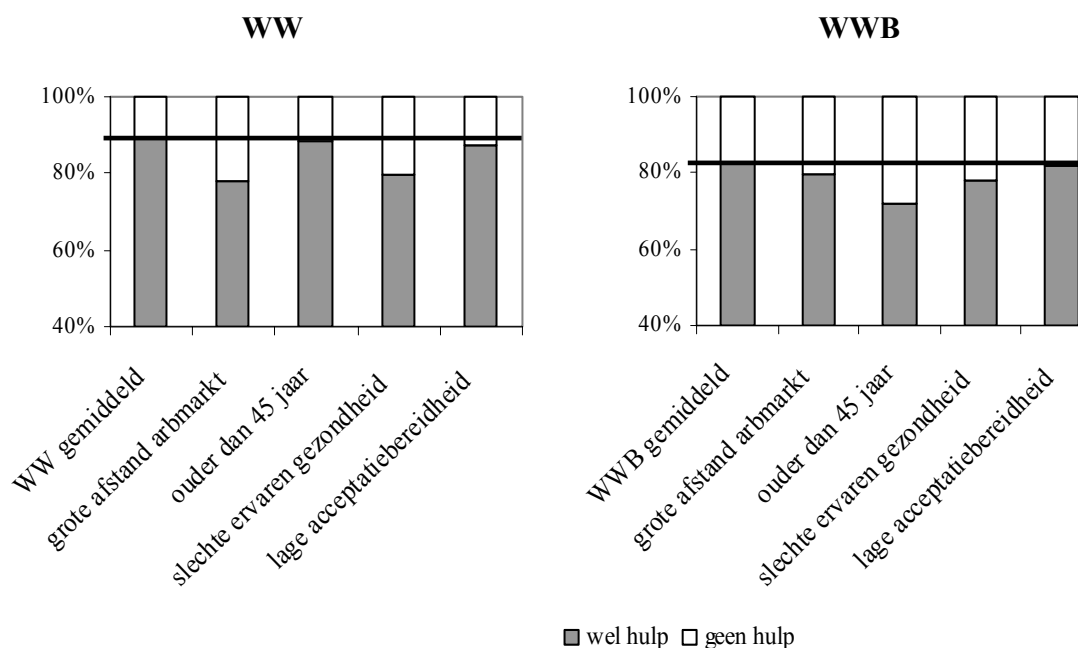 WW
100%
80%
60%
40%
WW gemiddeld
grote afstand arbmarkt
ouder dan 45 jaar
slechte ervaren gezondheid
lage acceptatiebereidheid
WWB
100%
80%
60%
40%
WWB gemiddeld
grote afstand arbmarkt
ouder dan 45 jaar
slechte ervaren gezondheid
lage acceptatiebereidheid
wel hulp geen hulp